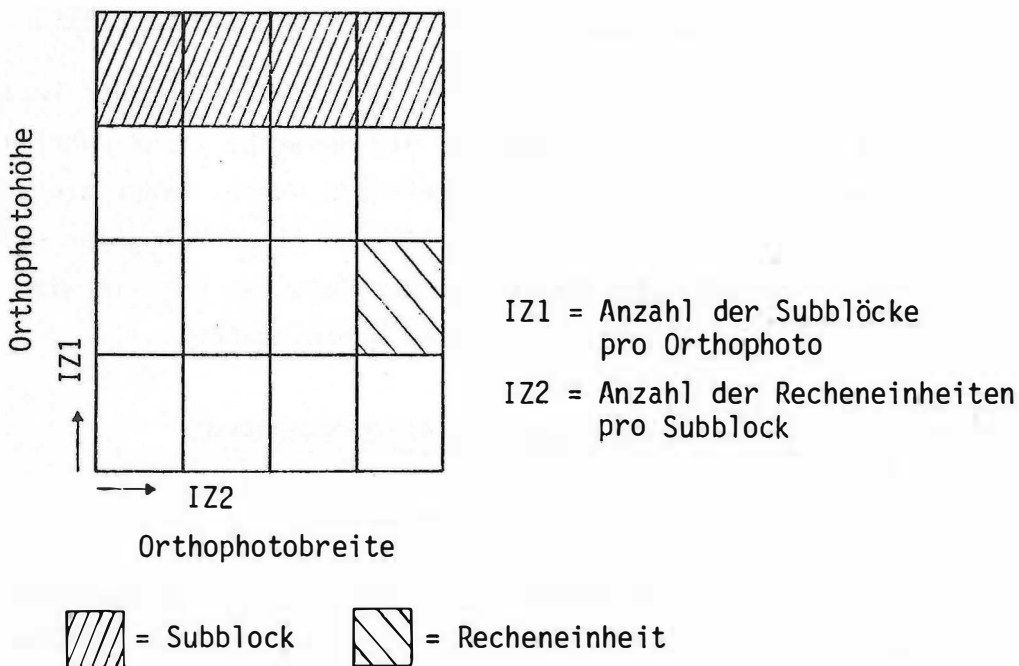 Orthophotohöhe
IZ1
IZ2
Orthophotobreite
IZ1 = Anzahl der Subblöcke
pro Orthophoto
IZ2 = Anzahl der Recheneinheiten
pro Subblock
= Subblock
= Recheneinheit